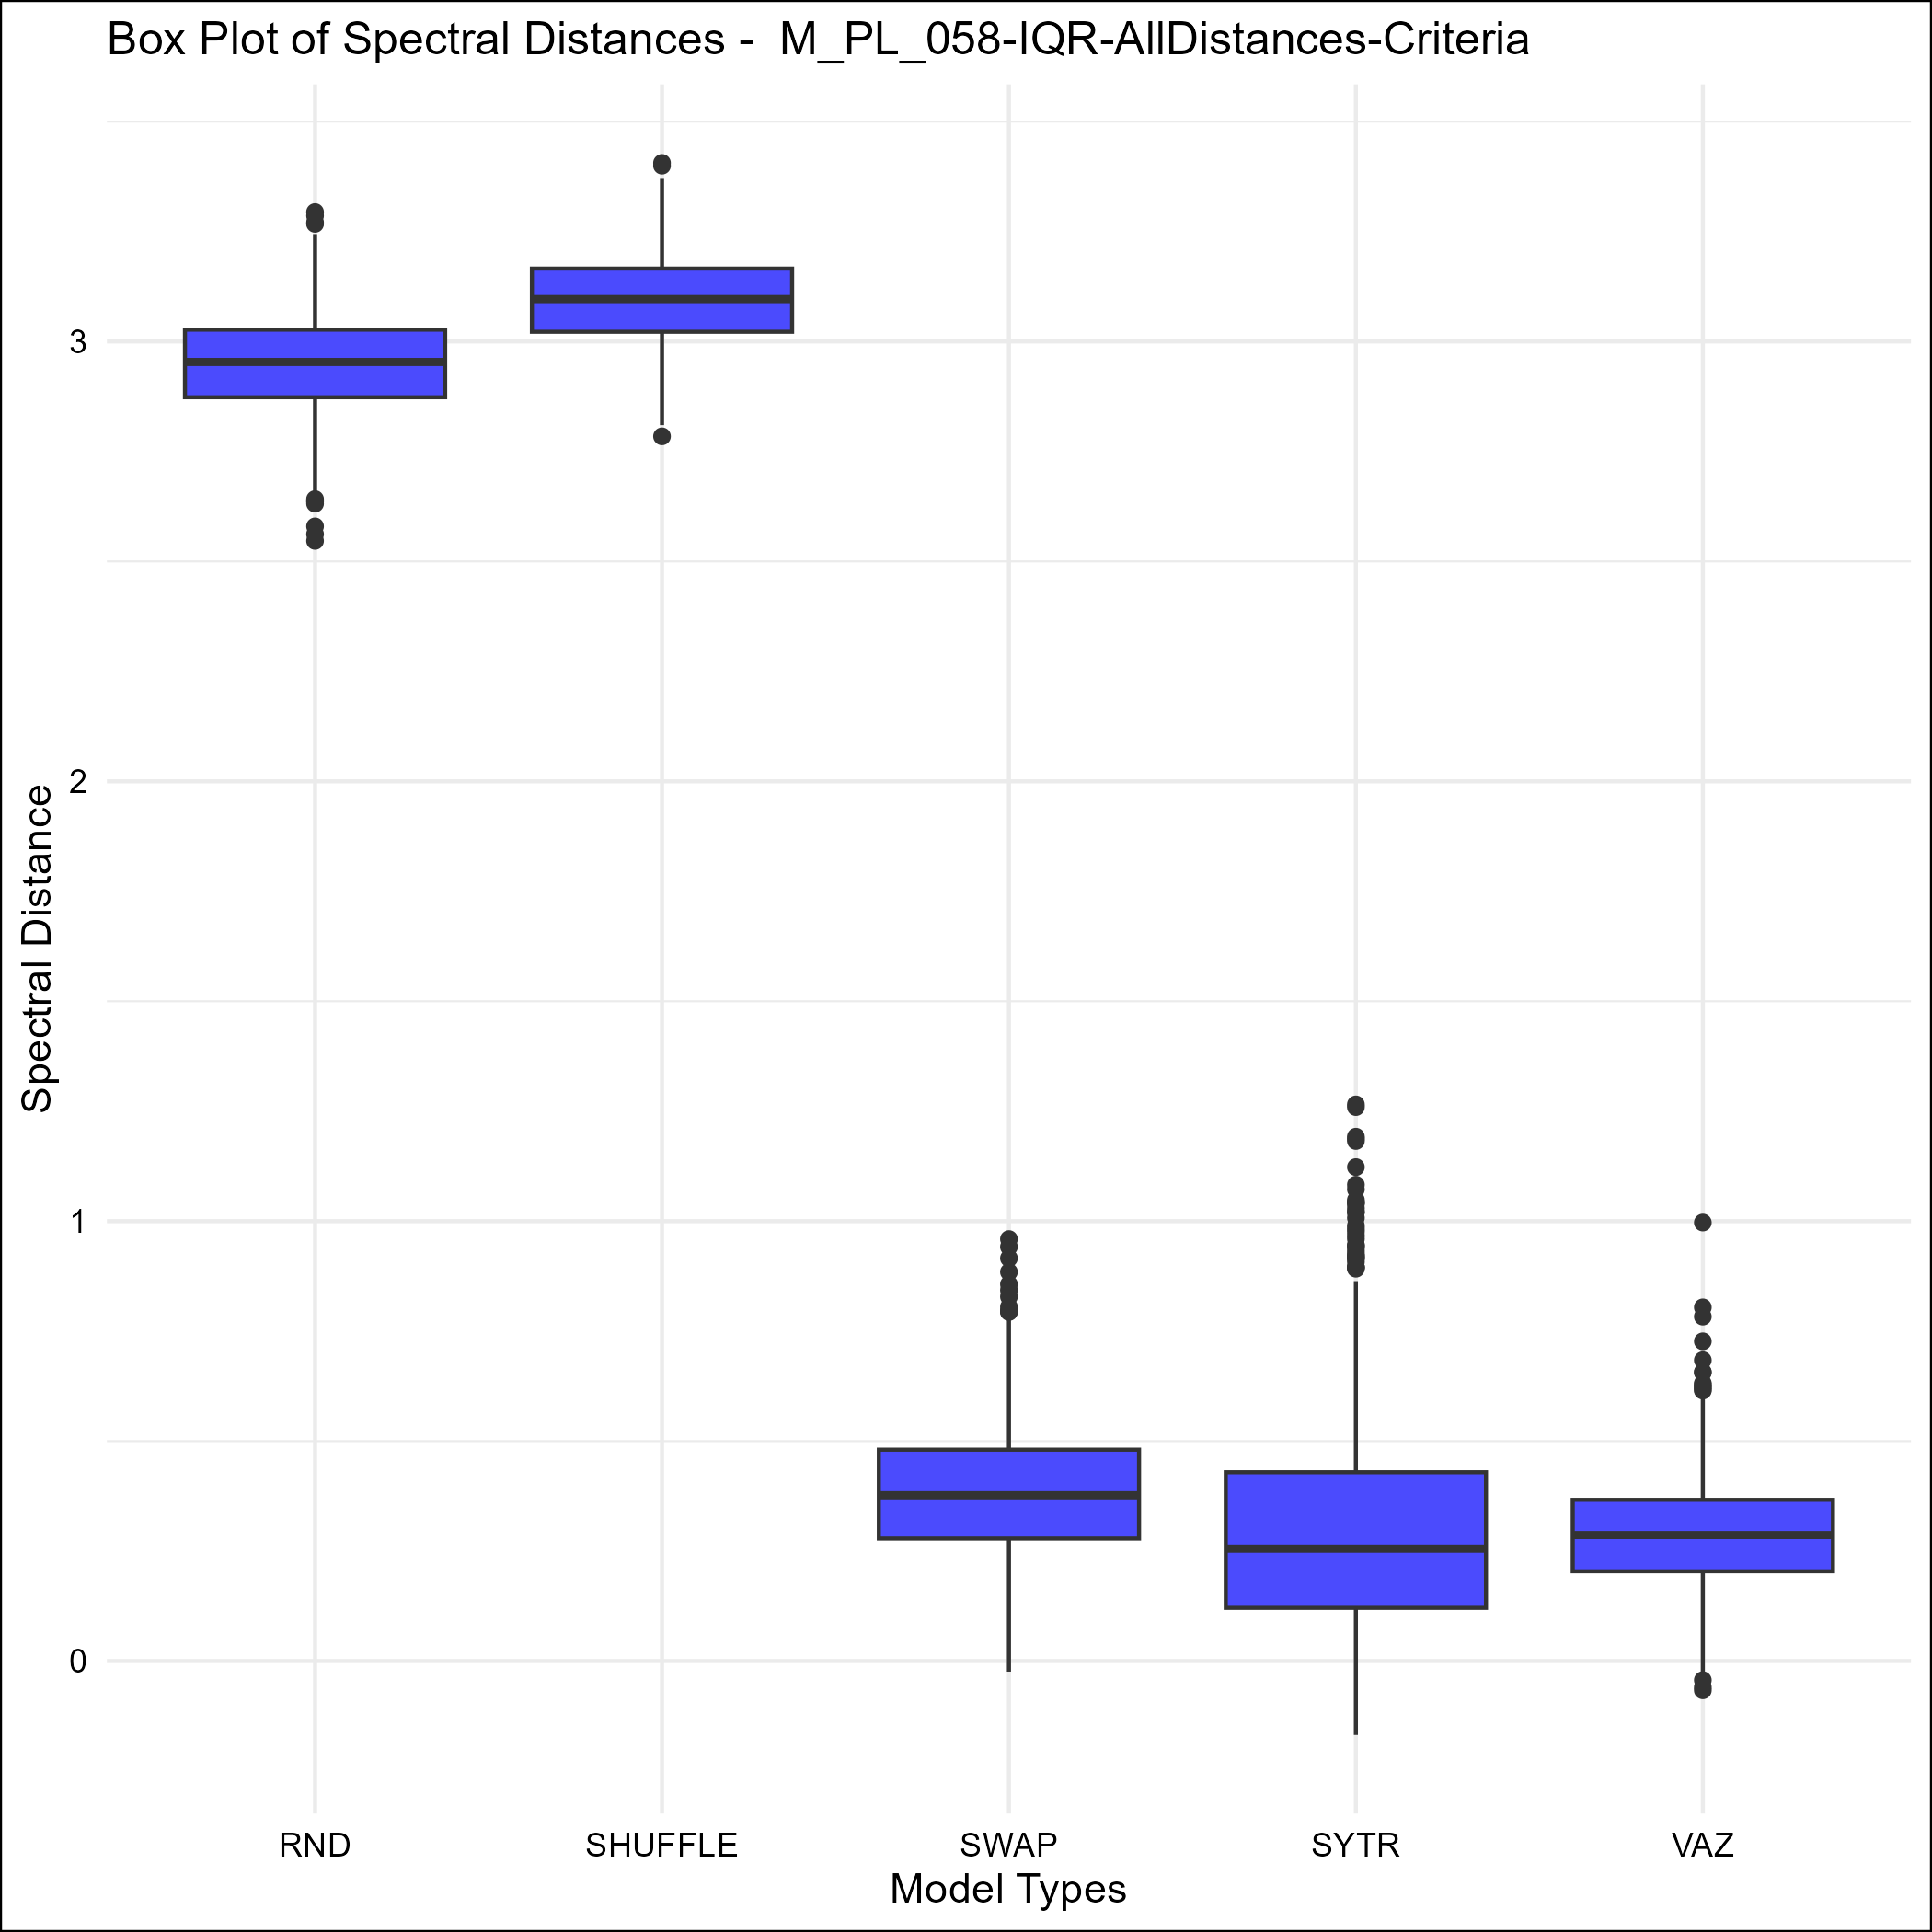 Box Plot of Spectral Distances -  M_PL_058-IQR-AllDistances-Criteria
Spectral Distance
3
2
1
0
RND SHUFFLE SWAP SYTR VAZ
Model Types